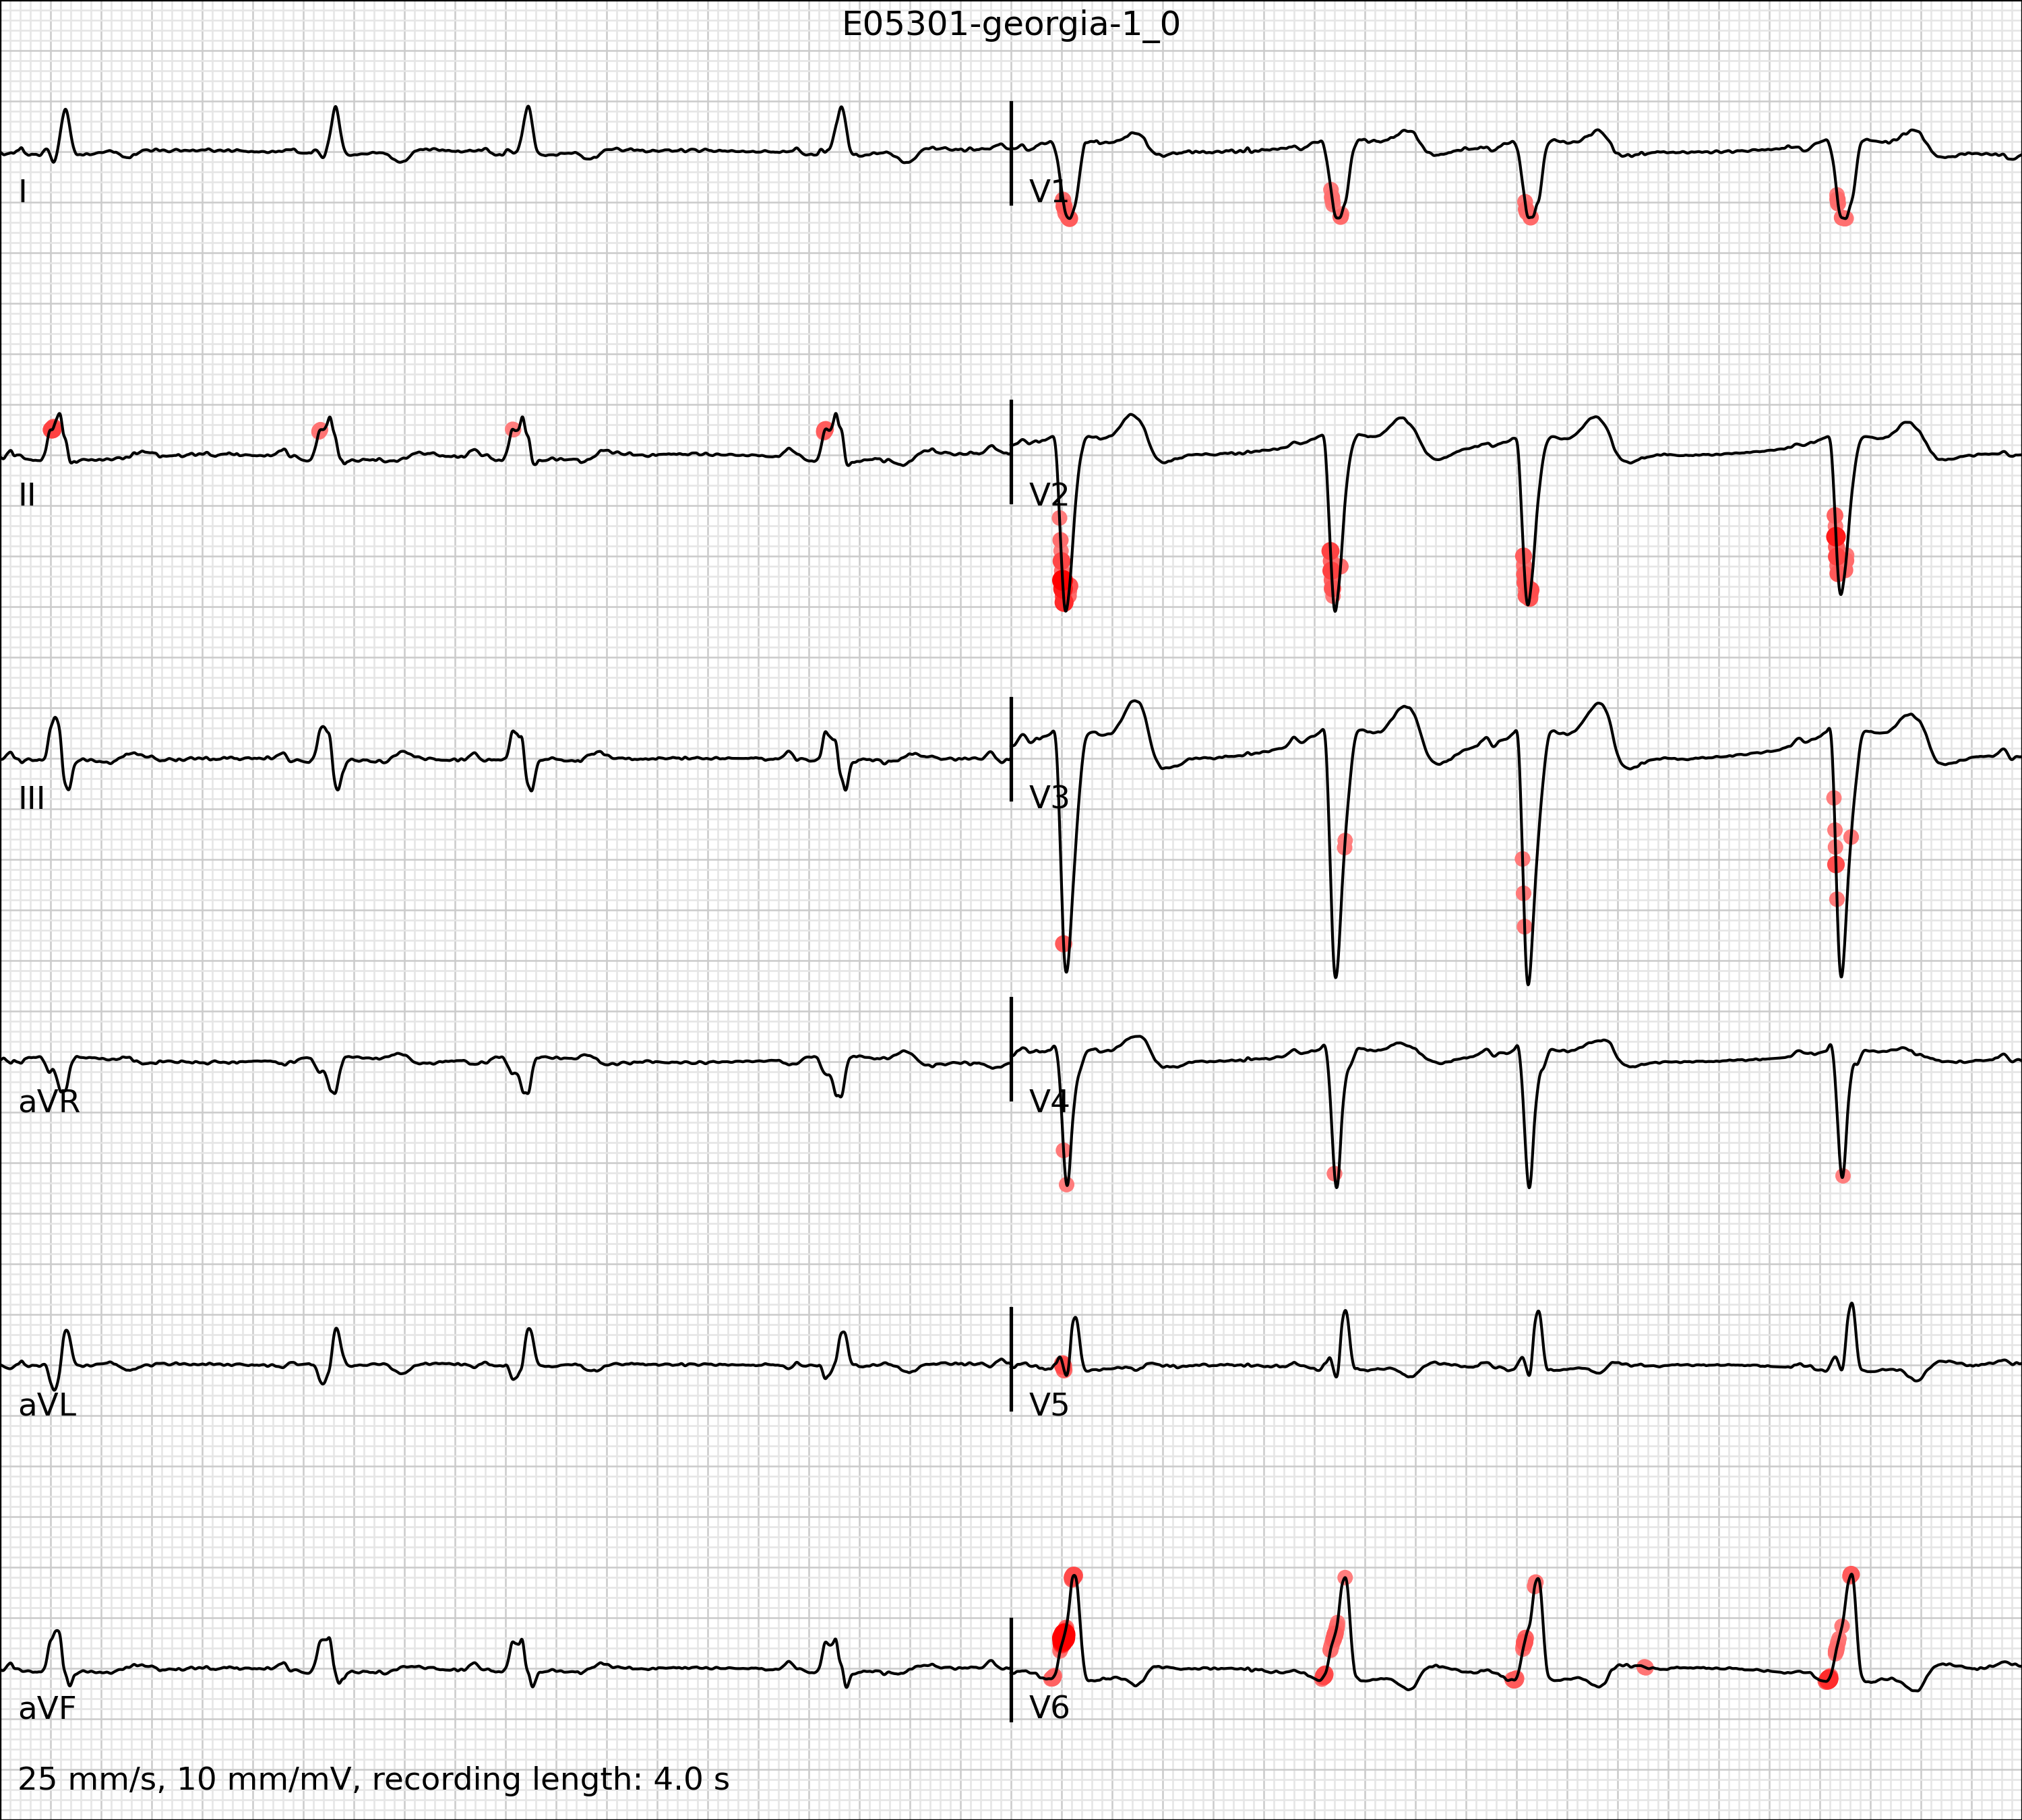 E05301-georgia-1_0
I
V1
II
V2
III
V3
aVR
V4
aVL
V5
aVF
V6
25 mm/s, 10 mm/mV, recording length: 4.0 s